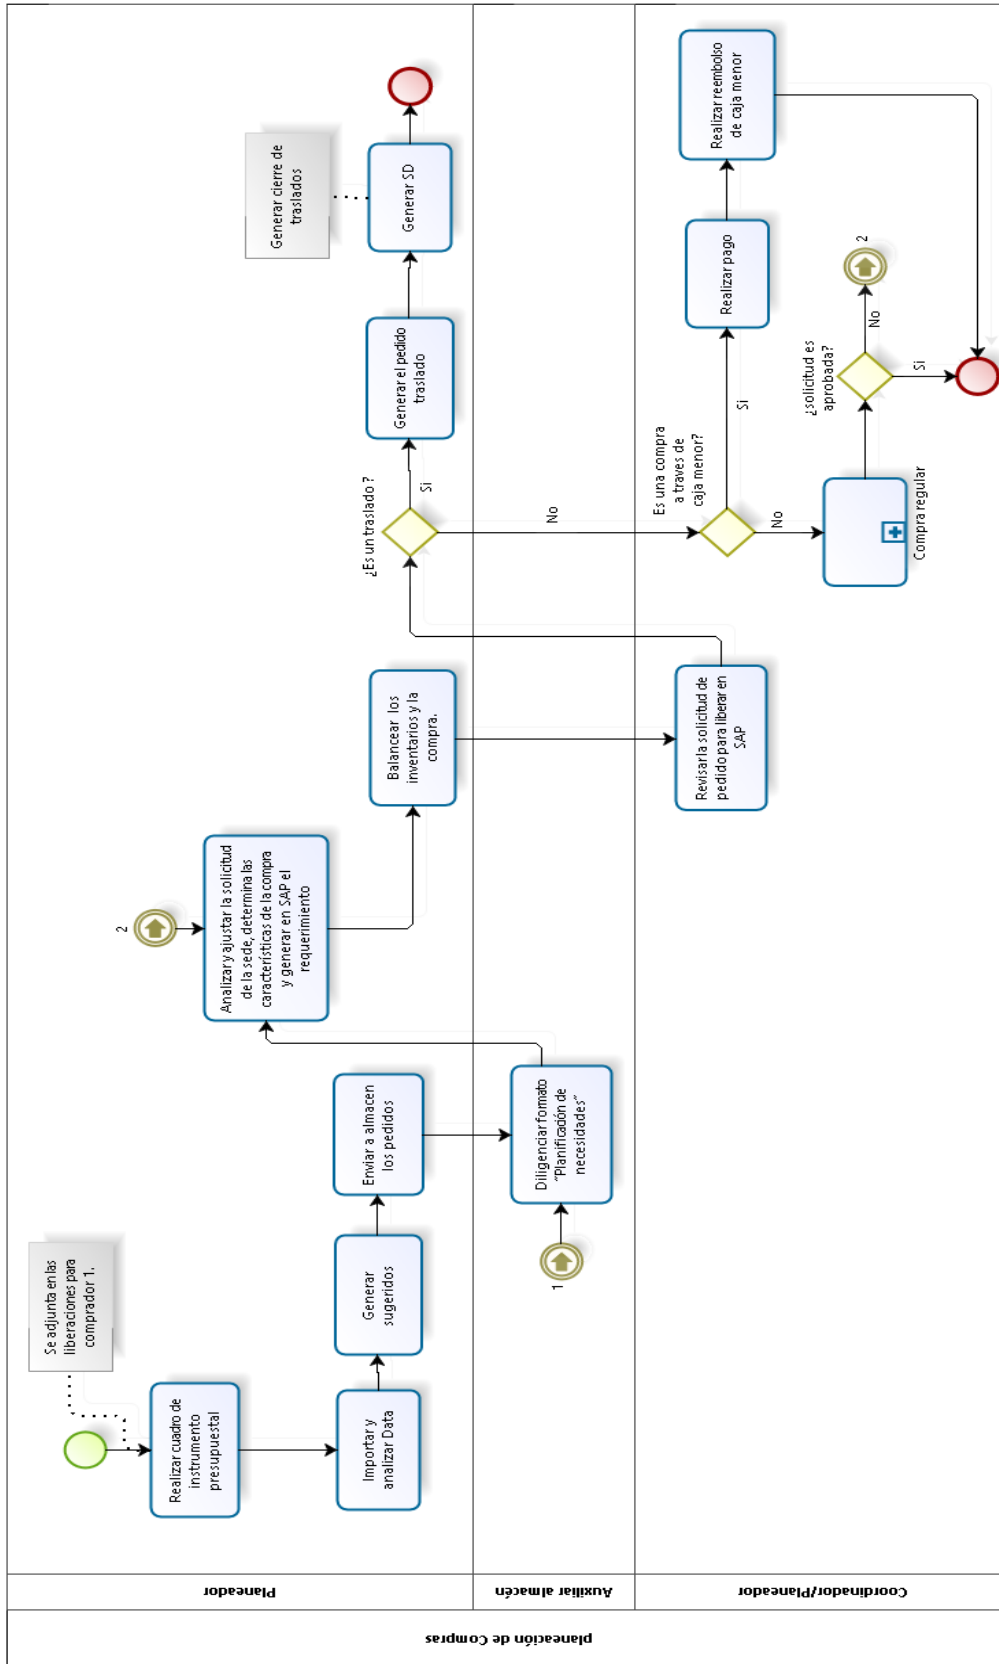 planeación de Compras
Planeador
Se adjunta en las
liberaciones para
comprador 1.
Realizar cuadro de
instrumento
presupuestal
Importar y
analizar Data
Generar
sugeridos
Enviar a almacen
los pedidos
2
Analizar y ajustar la solicitud
de la sede, determina las
características de la compra
y generar en SAP el
requerimiento
Balancear los
inventarios y la
compra.
¿Es un traslado ?
Si
No
Generar el pedido
traslado
Generar SD
Generar cierre de
traslados
Auxiliar almacén
1
Diligenciar formato
“Planificación de
necesidades”
Coordinador/Planeador
Revisar la solicitud de
pedido para liberar en
SAP
Es una compra
a traves de
caja menor?
Si
No
Realizar pago
Realizar reembolso
de caja menor
Compra regular
¿solicitud es
aprobada?
No
Si
2